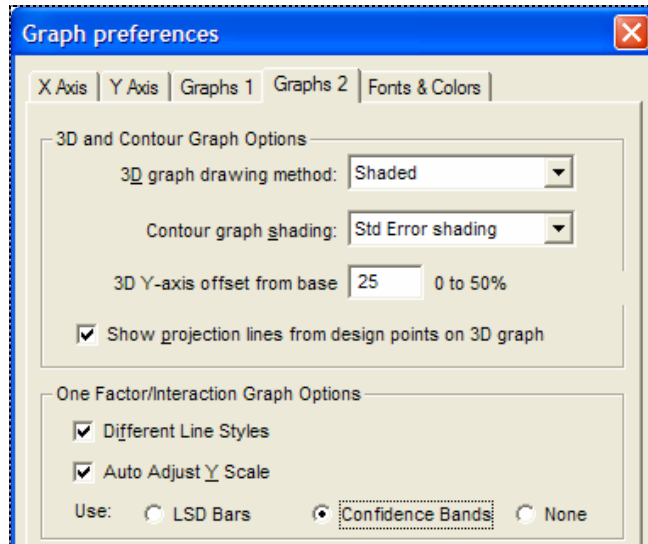 Graph preferences
X Axis Y Axis Graphs 1 Graphs 2 Fonts & Colors
3D and Contour Graph Options
3D graph drawing method: Shaded
Contour graph shading: Std Error shading
3D Y-axis offset from base 25 0 to 50%
Show projection lines from design points on 3D graph
One Factor/Interaction Graph Options
Different Line Styles
Auto Adjust Y Scale
Use: LSD Bars Confidence Bands None